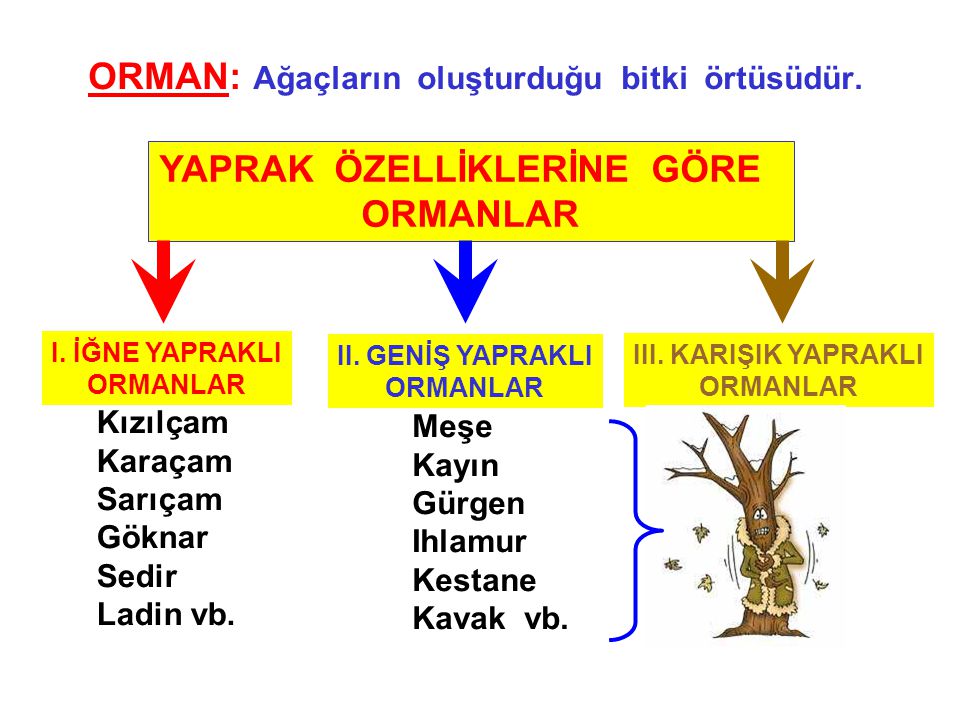 ORMAN: Ağaçların oluşturduğu bitki örtüsüdür.
YAPRAK ÖZELLİKLERİNE GÖRE
ORMANLAR
I. İĞNE YAPRAKLI
ORMANLAR
Kızılçam
Karaçam
Sarıçam
Göknar
Sedir
Ladin vb.
II. GENİŞ YAPRAKLI
ORMANLAR
Meşe
Kayın
Gürgen
Ihlamur
Kestane
Kavak vb.
III. KARIŞIK YAPRAKLI
ORMANLAR